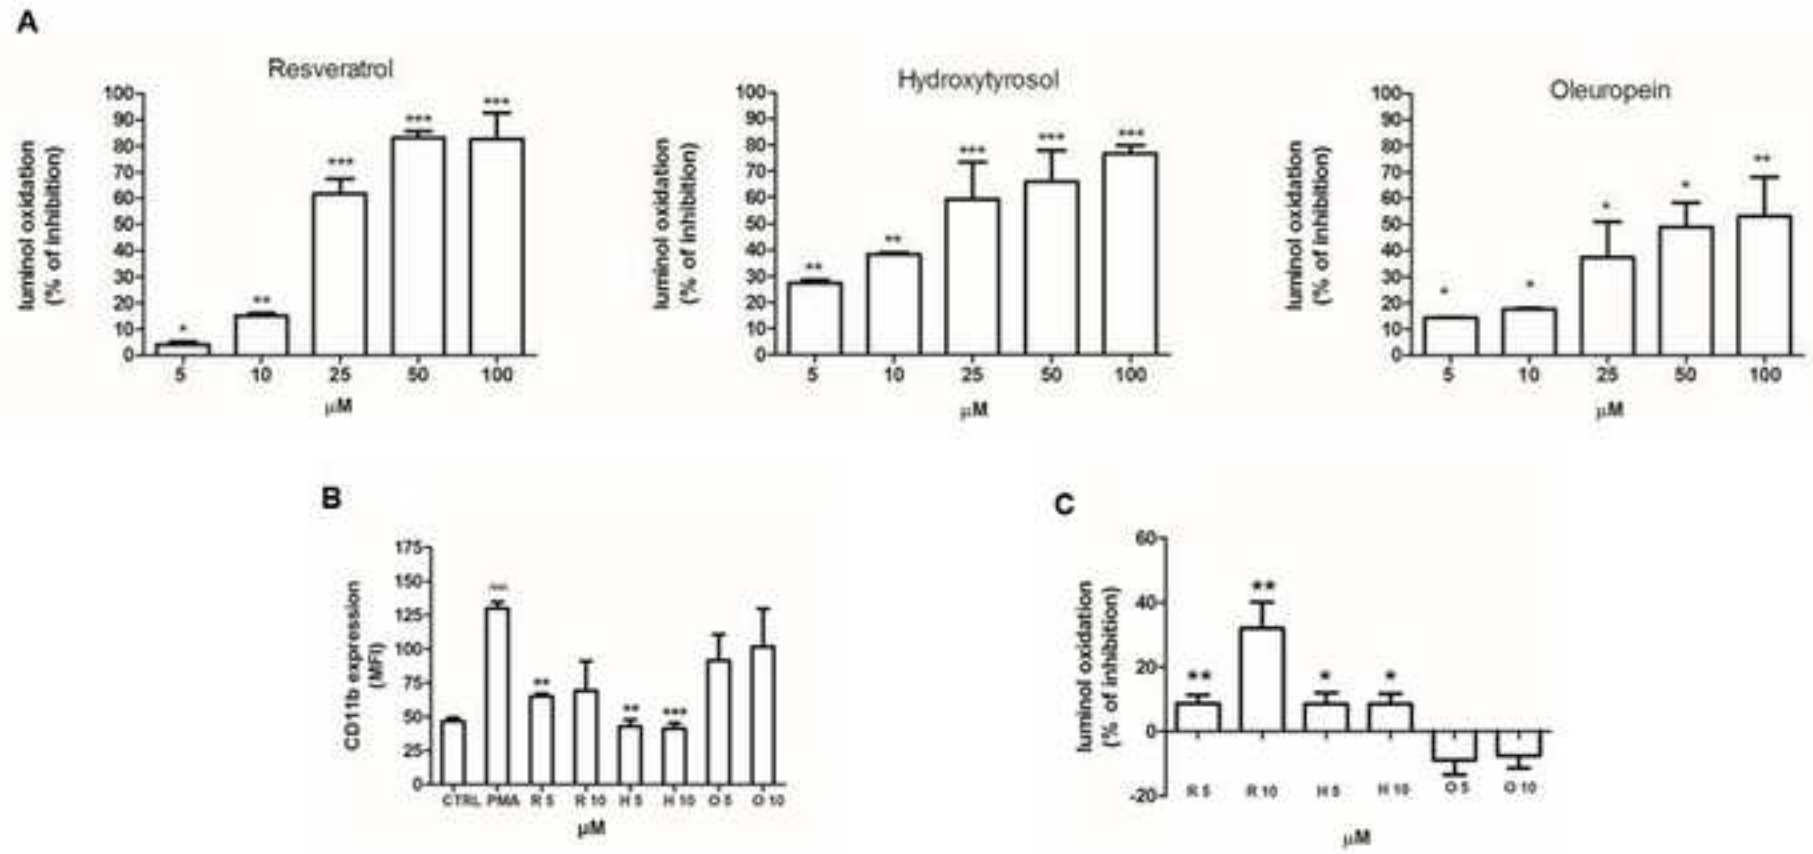 A
Resveratrol
luminol oxidation
(% of inhibition)
100
90
80
70
60
50
40
30
20
10
0
*
**
***
***
***
5 10 25 50 100
μM
Hydroxytyrosol
luminol oxidation
(% of inhibition)
100
90
80
70
60
50
40
30
20
10
0
**
**
***
***
***
5 10 25 50 100
μM
Oleuropein
luminol oxidation
(% of inhibition)
100
90
80
70
60
50
40
30
20
10
0
*
*
*
*
**
5 10 25 50 100
μM
B
CD11b expression
(MFI)
175
150
125
100
75
50
25
0
**
**
***
CTRL PMA R 5 R 10 H 5 H 10 O 5 O 10
μM
C
luminol oxidation
(% of inhibition)
60
40
20
0
-20
**
**
*
*
R 5 R 10 H 5 H 10 O 5 O 10
μM